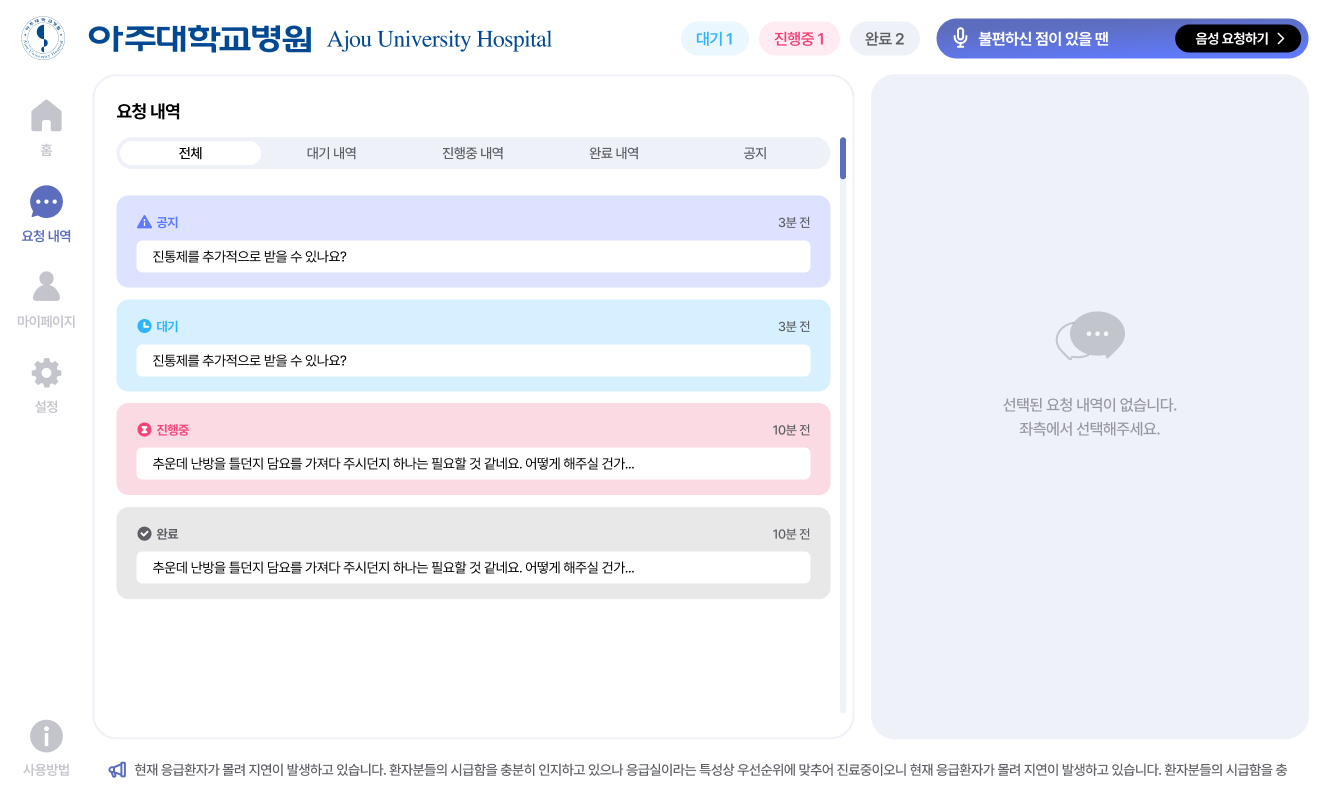 아주대학교병원 Ajou University Hospital
대기 1
진행중 1
완료 2
불편하신 점이 있을 땐
음성 요청하기
홈
요청 내역
마이페이지
설정
사용방법
요청 내역
전체
대기 내역
진행중 내역
완료 내역
공지
공지
3분 전
진통제를 추가적으로 받을 수 있나요?
대기
3분 전
진통제를 추가적으로 받을 수 있나요?
진행중
10분 전
추운데 난방을 틀던지 담요를 가져다 주시던지 하나는 필요할 것 같네요. 어떻게 해주실 건가...
완료
10분 전
추운데 난방을 틀던지 담요를 가져다 주시던지 하나는 필요할 것 같네요. 어떻게 해주실 건가...
선택된 요청 내역이 없습니다.
좌측에서 선택해주세요.
현재 응급환자가 몰려 지연이 발생하고 있습니다. 환자분들의 시급함을 충분히 인지하고 있으나 응급실이라는 특성상 우선순위에 맞추어 진료중이오니 현재 응급환자가 몰려 지연이 발생하고 있습니다. 환자분들의 시급함을 충